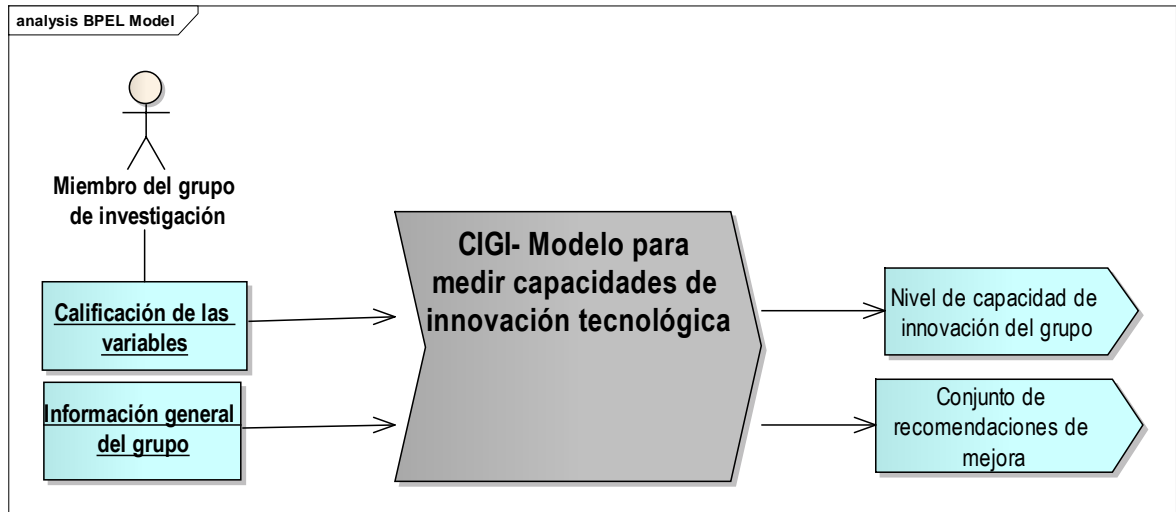 analysis BPEL Model
Miembro del grupo
de investigación
Calificación de las
variables
Información general
del grupo
CIGI- Modelo para
medir capacidades de
innovación tecnológica
Nivel de capacidad de
innovación del grupo
Conjunto de
recomendaciones de
mejora